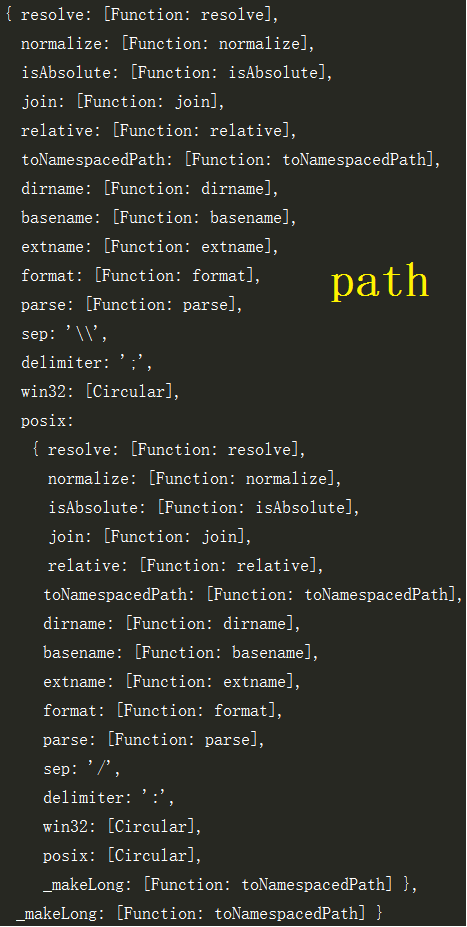 { resolve: [Function: resolve],
normalize: [Function: normalize],
isAbsolute: [Function: isAbsolute],
join: [Function: join],
relative: [Function: relative],
toNamespacedPath: [Function: toNamespacedPath],
dirname: [Function: dirname],
basename: [Function: basename],
extname: [Function: extname],
format: [Function: format],
path
parse: [Function: parse],
sep: '\\',
delimiter: ';',
win32: [Circular],
posix:
{ resolve: [Function: resolve],
normalize: [Function: normalize],
isAbsolute: [Function: isAbsolute],
join: [Function: join],
relative: [Function: relative],
toNamespacedPath: [Function: toNamespacedPath],
dirname: [Function: dirname],
basename: [Function: basename],
extname: [Function: extname],
format: [Function: format],
parse: [Function: parse],
sep: '/',
delimiter: ':',
win32: [Circular],
posix: [Circular],
_makeLong: [Function: toNamespacedPath] },
_makeLong: [Function: toNamespacedPath] }